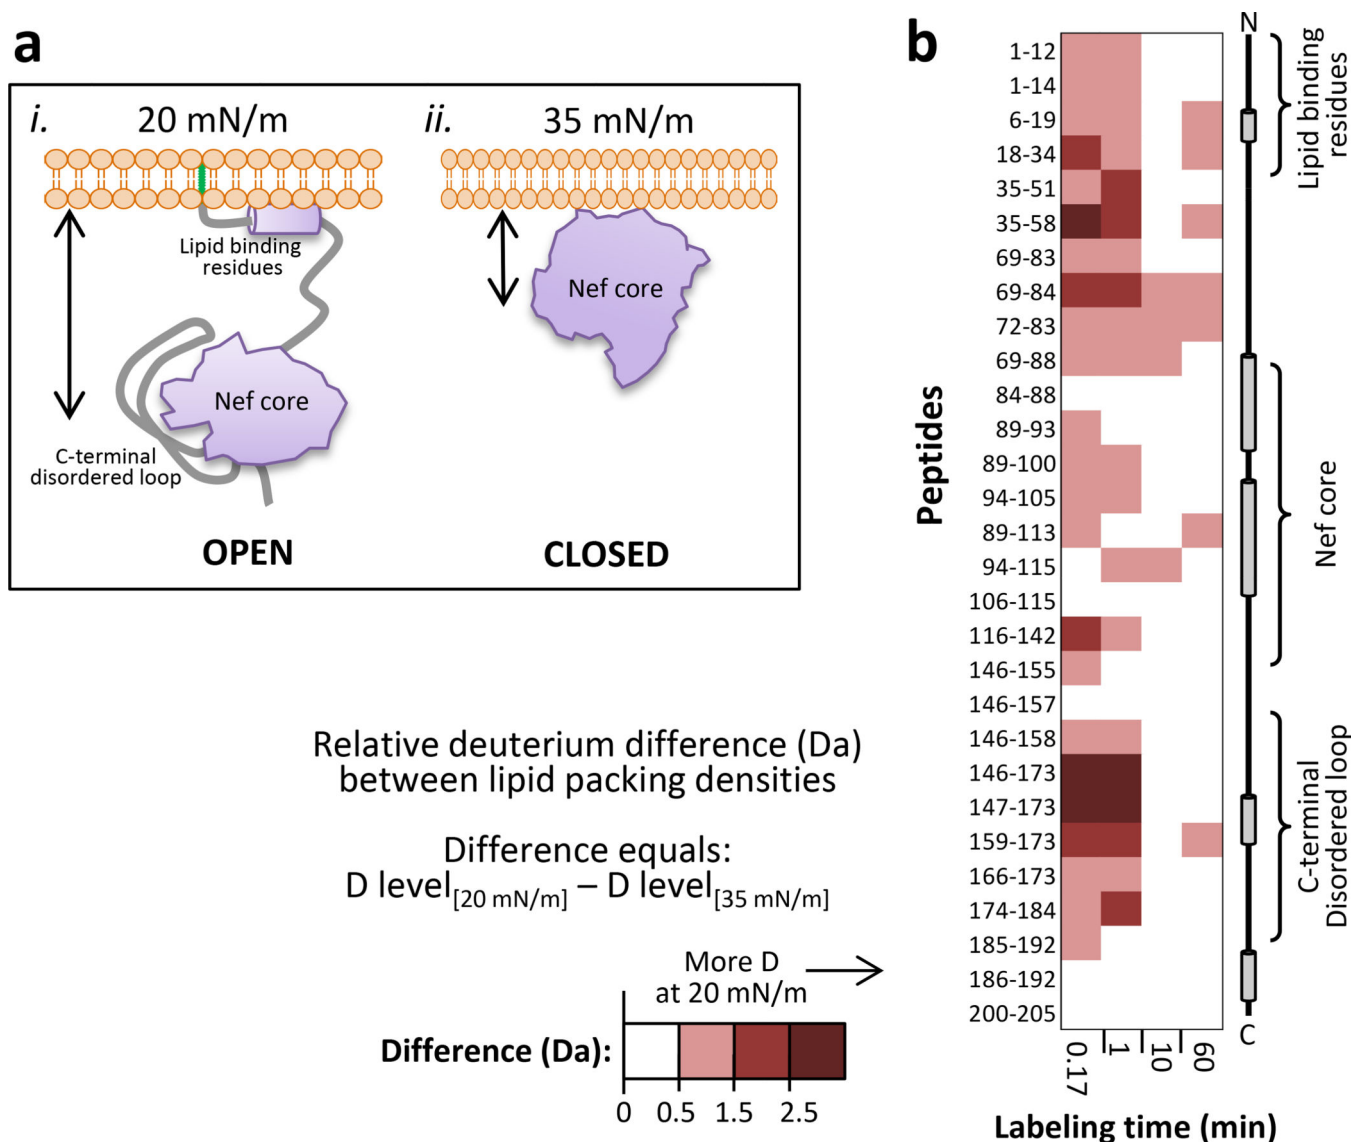 a
i. 20 mN/m
ii. 35 mN/m
Lipid binding
residues
Nef core
C-terminal
disordered loop
OPEN
Nef core
CLOSED
Relative deuterium difference (Da)
between lipid packing densities
Difference equals:
D level[20 mN/m] – D level[35 mN/m]
More D
at 20 mN/m
Difference (Da):
0 0.5 1.5 2.5
b
Peptides
1-12
1-14
6-19
18-34
35-51
35-58
69-83
69-84
72-83
69-88
84-88
89-93
89-100
94-105
89-113
94-115
106-115
116-142
146-155
146-157
146-158
146-173
147-173
159-173
166-173
174-184
185-192
186-192
200-205
0.17 1 10 60
Labeling time (min)
N
Lipid binding
residues
Nef core
C-terminal
Disordered loop
C